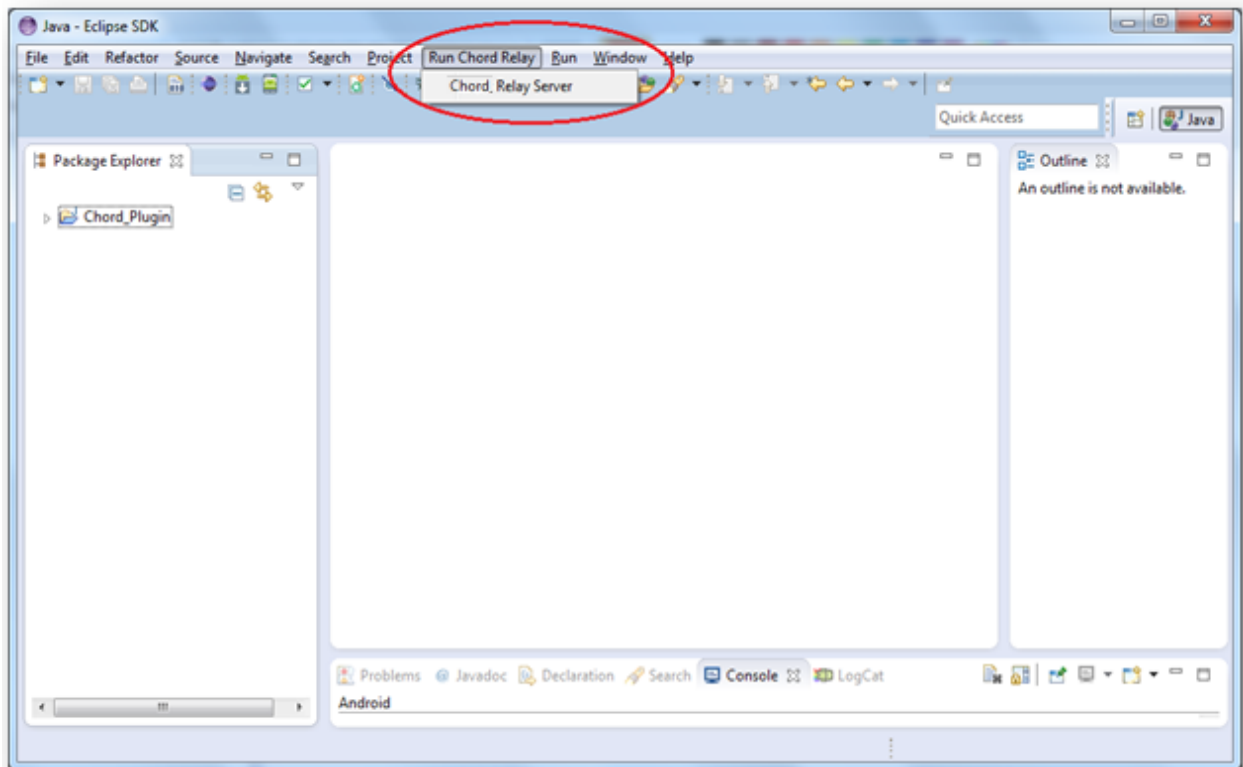 Java - Eclipse SDK
File Edit Refactor Source Navigate Search Project Run Chord Relay Run Window Help
Chord_Relay Server
Quick Access
Java
Package Explorer
Outline
An outline is not available.
Chord_Plugin
Problems @ Javadoc Declaration Search Console LogCat
Android